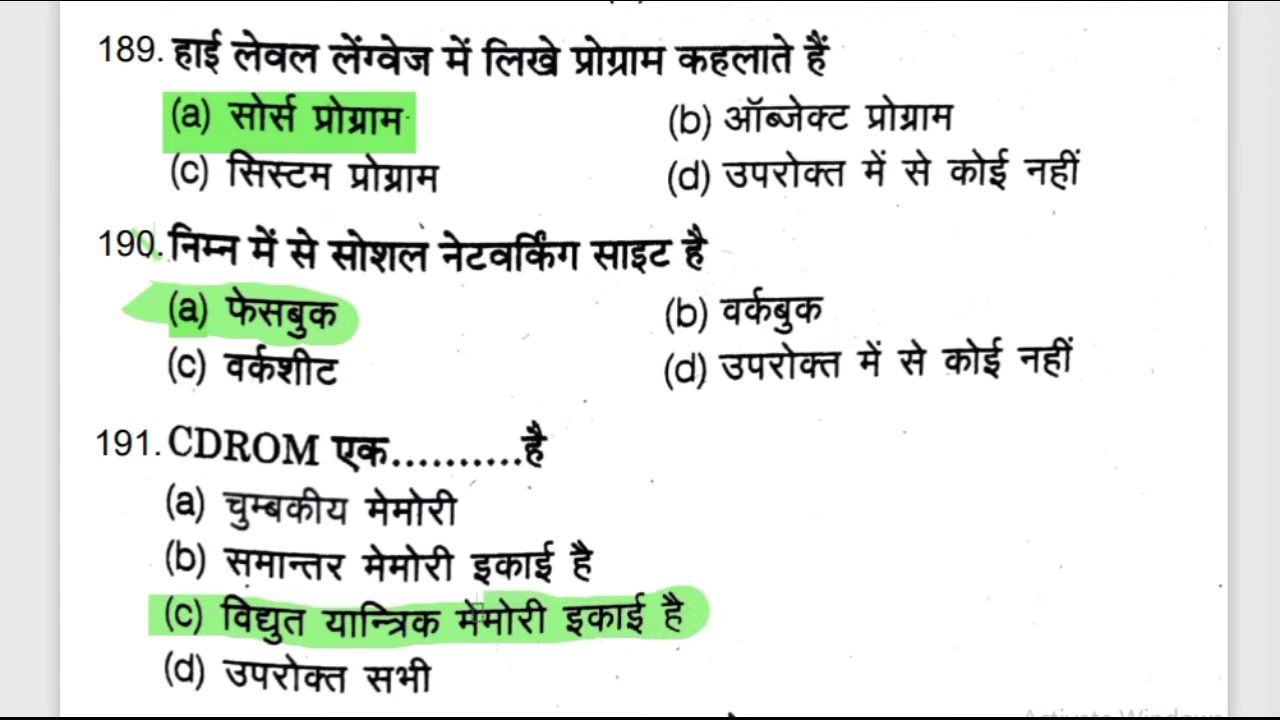 189. हाई लेवल लेंग्वेज में लिखे प्रोग्राम कहलाते हैं
(a) सोर्स प्रोग्राम (b) ऑब्जेक्ट प्रोग्राम
(c) सिस्टम प्रोग्राम (d) उपरोक्त में से कोई नहीं
190. निम्न में से सोशल नेटवर्किंग साइट है
(a) फेसबुक (b) वर्कबुक
(c) वर्कशीट (d) उपरोक्त में से कोई नहीं
191. CDROM एक..........है
(a) चुम्बकीय मेमोरी
(b) समान्तर मेमोरी इकाई है
(c) विद्युत यान्त्रिक मेमोरी इकाई है
(d) उपरोक्त सभी